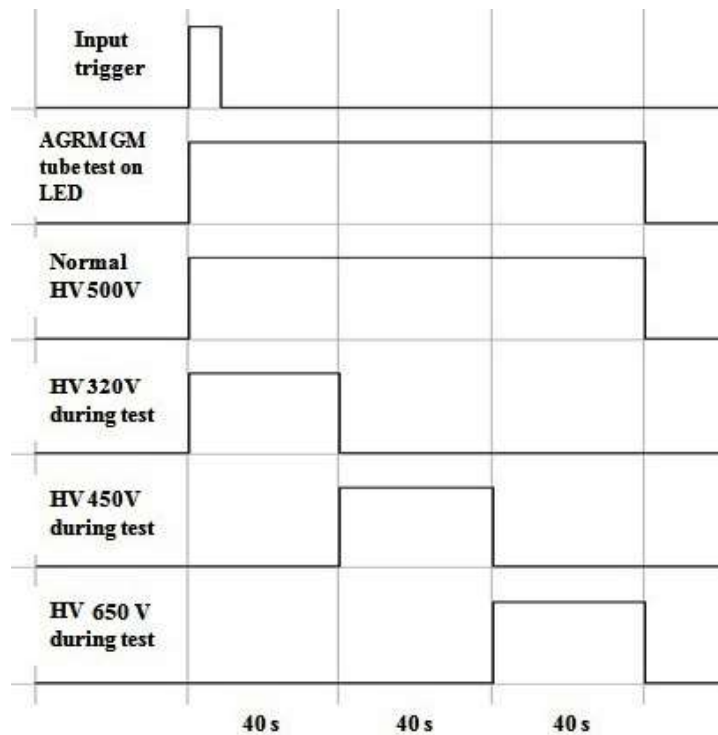 Input
trigger
AGRM GM
tube test on
LED
Normal
HV 500V
HV 320V
during test
HV 450V
during test
HV 650 V
during test
40 s 40 s 40 s